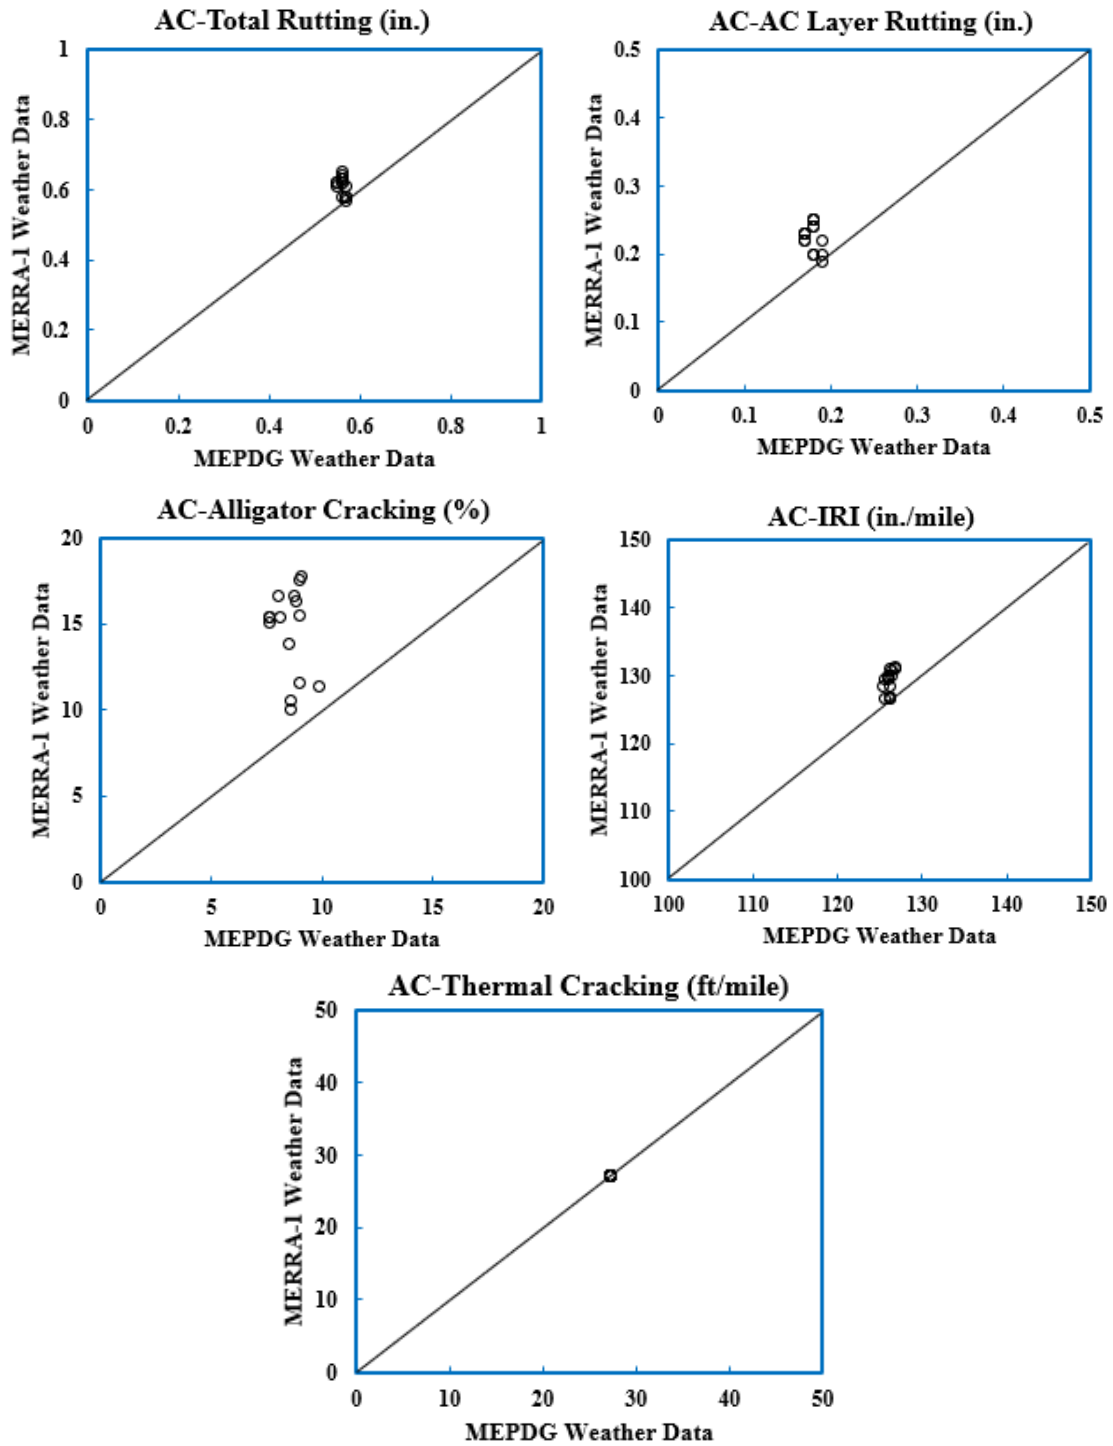 AC-Total Rutting (in.)
1
0.8
0.6
0.4
0.2
0
0 0.2 0.4 0.6 0.8 1
MERRA-1 Weather Data
MEPDG Weather Data
AC-AC Layer Rutting (in.)
0.5
0.4
0.3
0.2
0.1
0
0 0.1 0.2 0.3 0.4 0.5
MERRA-1 Weather Data
MEPDG Weather Data
AC-Alligator Cracking (%)
20
15
10
5
0
0 5 10 15 20
MERRA-1 Weather Data
MEPDG Weather Data
AC-IRI (in./mile)
150
140
130
120
110
100
100 110 120 130 140 150
MERRA-1 Weather Data
MEPDG Weather Data
AC-Thermal Cracking (ft/mile)
50
40
30
20
10
0
0 10 20 30 40 50
MERRA-1 Weather Data
MEPDG Weather Data